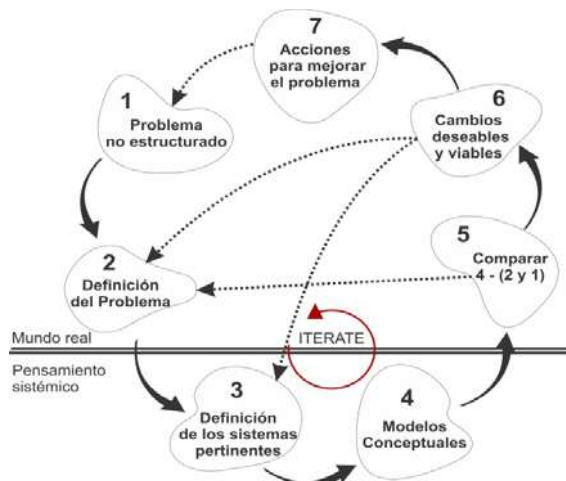 7
Acciones
para mejorar
el problema
1
Problema
no estructurado
6
Cambios
deseables
y viables
5
Comparar
4 - (2 y 1)
2
Definición
del Problema
Mundo real
ITERATE
Pensamiento
sistémico
3
Definición
de los sistemas
pertinentes
4
Modelos
Conceptuales